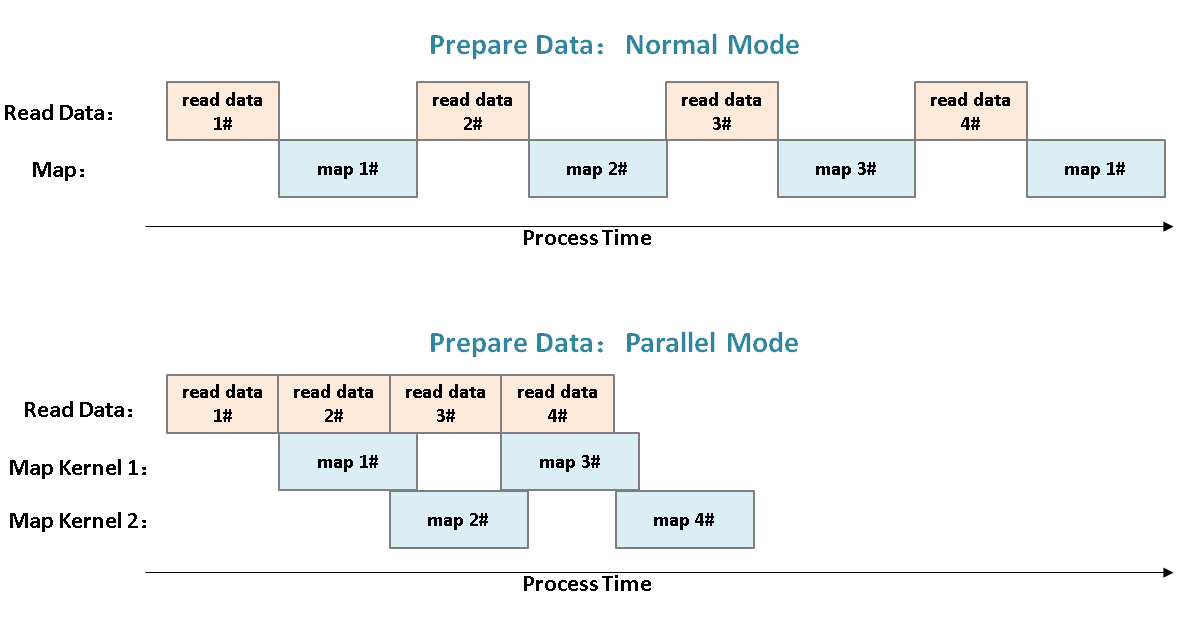 Prepare Data： Normal Mode
Read Data：
read data
1#
read data
2#
read data
3#
read data
4#
Map：
map 1#
map 2#
map 3#
map 1#
Process Time
Prepare Data： Parallel Mode
Read Data：
read data
1#
read data
2#
read data
3#
read data
4#
Map Kernel 1：
map 1#
map 3#
Map Kernel 2：
map 2#
map 4#
Process Time